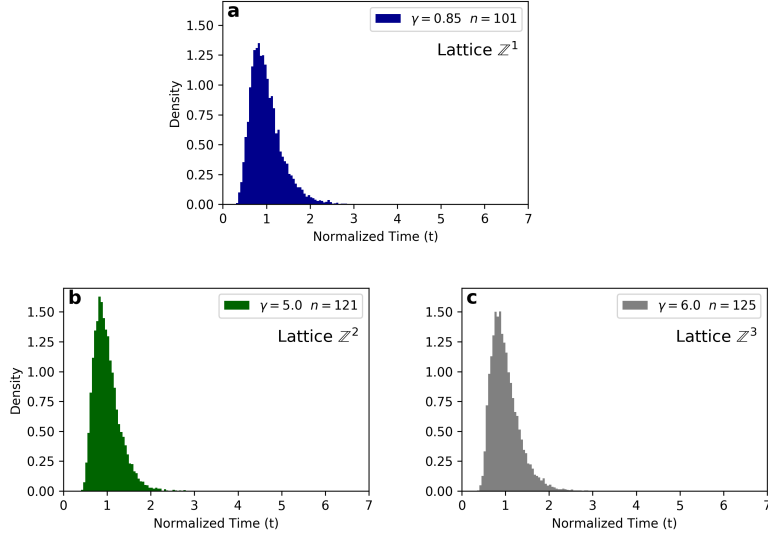 a
γ = 0.85 n = 101
Lattice ℤ¹
Density
1.50
1.25
1.00
0.75
0.50
0.25
0.00
0 1 2 3 4 5 6 7
Normalized Time (t)
b
γ = 5.0 n = 121
Lattice ℤ²
Density
1.50
1.25
1.00
0.75
0.50
0.25
0.00
0 1 2 3 4 5 6 7
Normalized Time (t)
c
γ = 6.0 n = 125
Lattice ℤ³
1.50
1.25
1.00
0.75
0.50
0.25
0.00
0 1 2 3 4 5 6 7
Normalized Time (t)